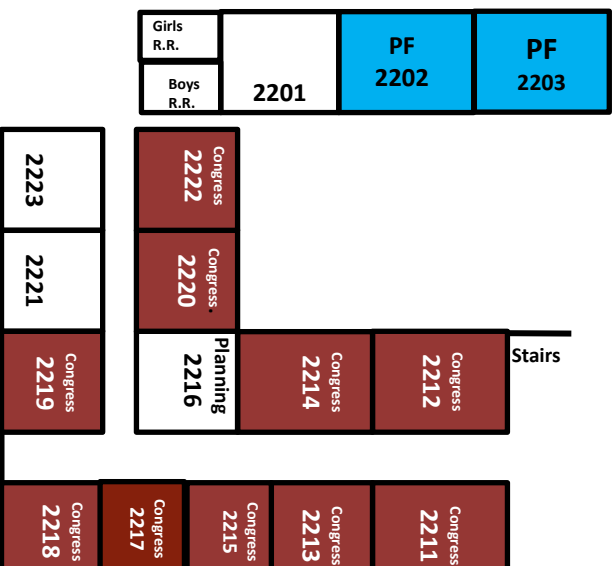 Girls
R.R.
Boys
R.R.
2201
PF
2202
PF
2203
2223
Congress
2222
2221
Congress.
2220
Congress
2219
Planning
2216
Congress
2214
Congress
2212
Stairs
Congress
2218
Congress
2217
Congress
2215
Congress
2213
Congress
2211